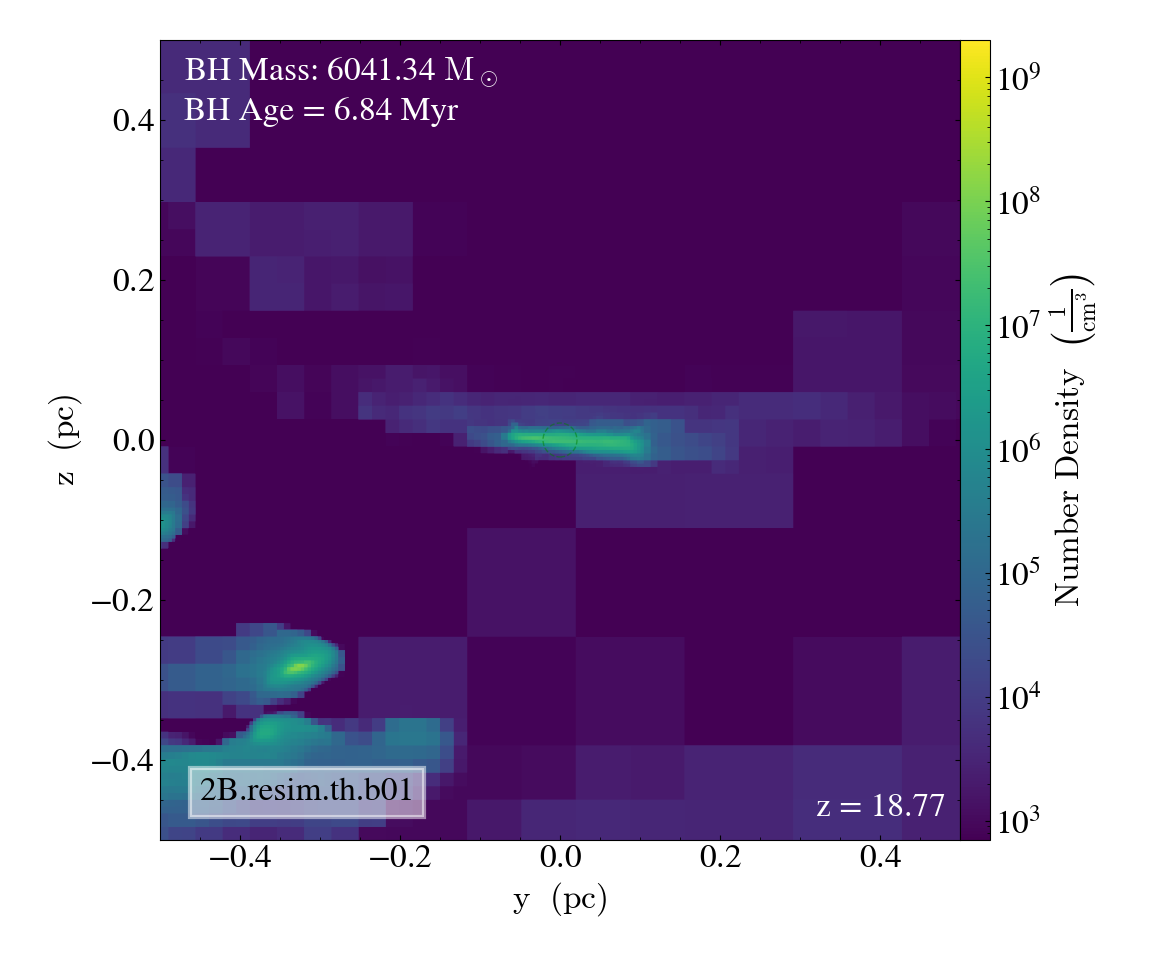 BH Mass: 6041.34 M⊙
BH Age = 6.84 Myr
2B.resim.th.b01
z = 18.77
z (pc)
0.4
0.2
0.0
−0.2
−0.4
−0.4
−0.2
0.0
0.2
0.4
y (pc)
10⁹
10⁸
10⁷
10⁶
10⁵
10⁴
10³
Number Density (1/cm³)